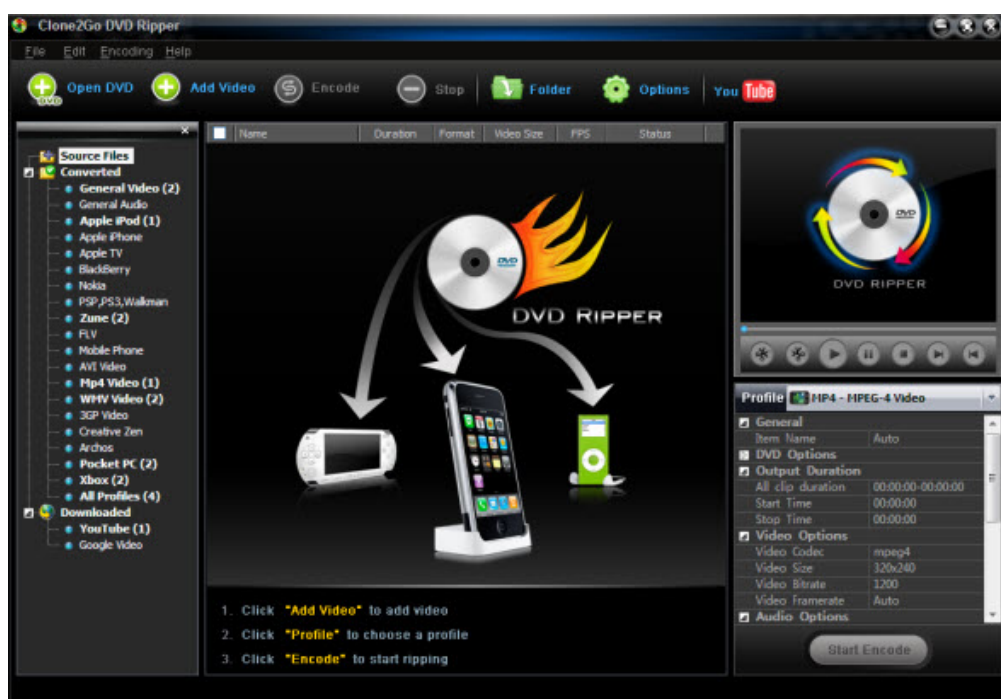 Clone2Go DVD Ripper
File Edit Encoding Help
DVD Open DVD Add Video Encode Stop Folder Options You Tube
Name Duration Format Video Size FPS Status
Source Files
Converted
General Video (2)
General Audio
Apple iPod (1)
Apple iPhone
Apple TV
BlackBerry
Nokia
PSP,PS3,Walkman
Zune (2)
FLV
Mobile Phone
AVI Video
Mp4 Video (1)
WMV Video (2)
3GP Video
Creative Zen
Archos
Pocket PC (2)
Xbox (2)
All Profiles (4)
Downloaded
YouTube (1)
Google Video
DVD
DVD RIPPER
1. Click "Add Video" to add video
2. Click "Profile" to choose a profile
3. Click "Encode" to start ripping
DVD
DVD RIPPER
Profile MP4 - MPEG-4 Video
General
Item Name Auto
DVD Options
Output Duration
All clip duration 00:00:00-00:00:00
Start Time 00:00:00
Stop Time 00:00:00
Video Options
Video Codec mpeg4
Video Size 320x240
Video Bitrate 1200
Video Framerate Auto
Audio Options
Start Encode